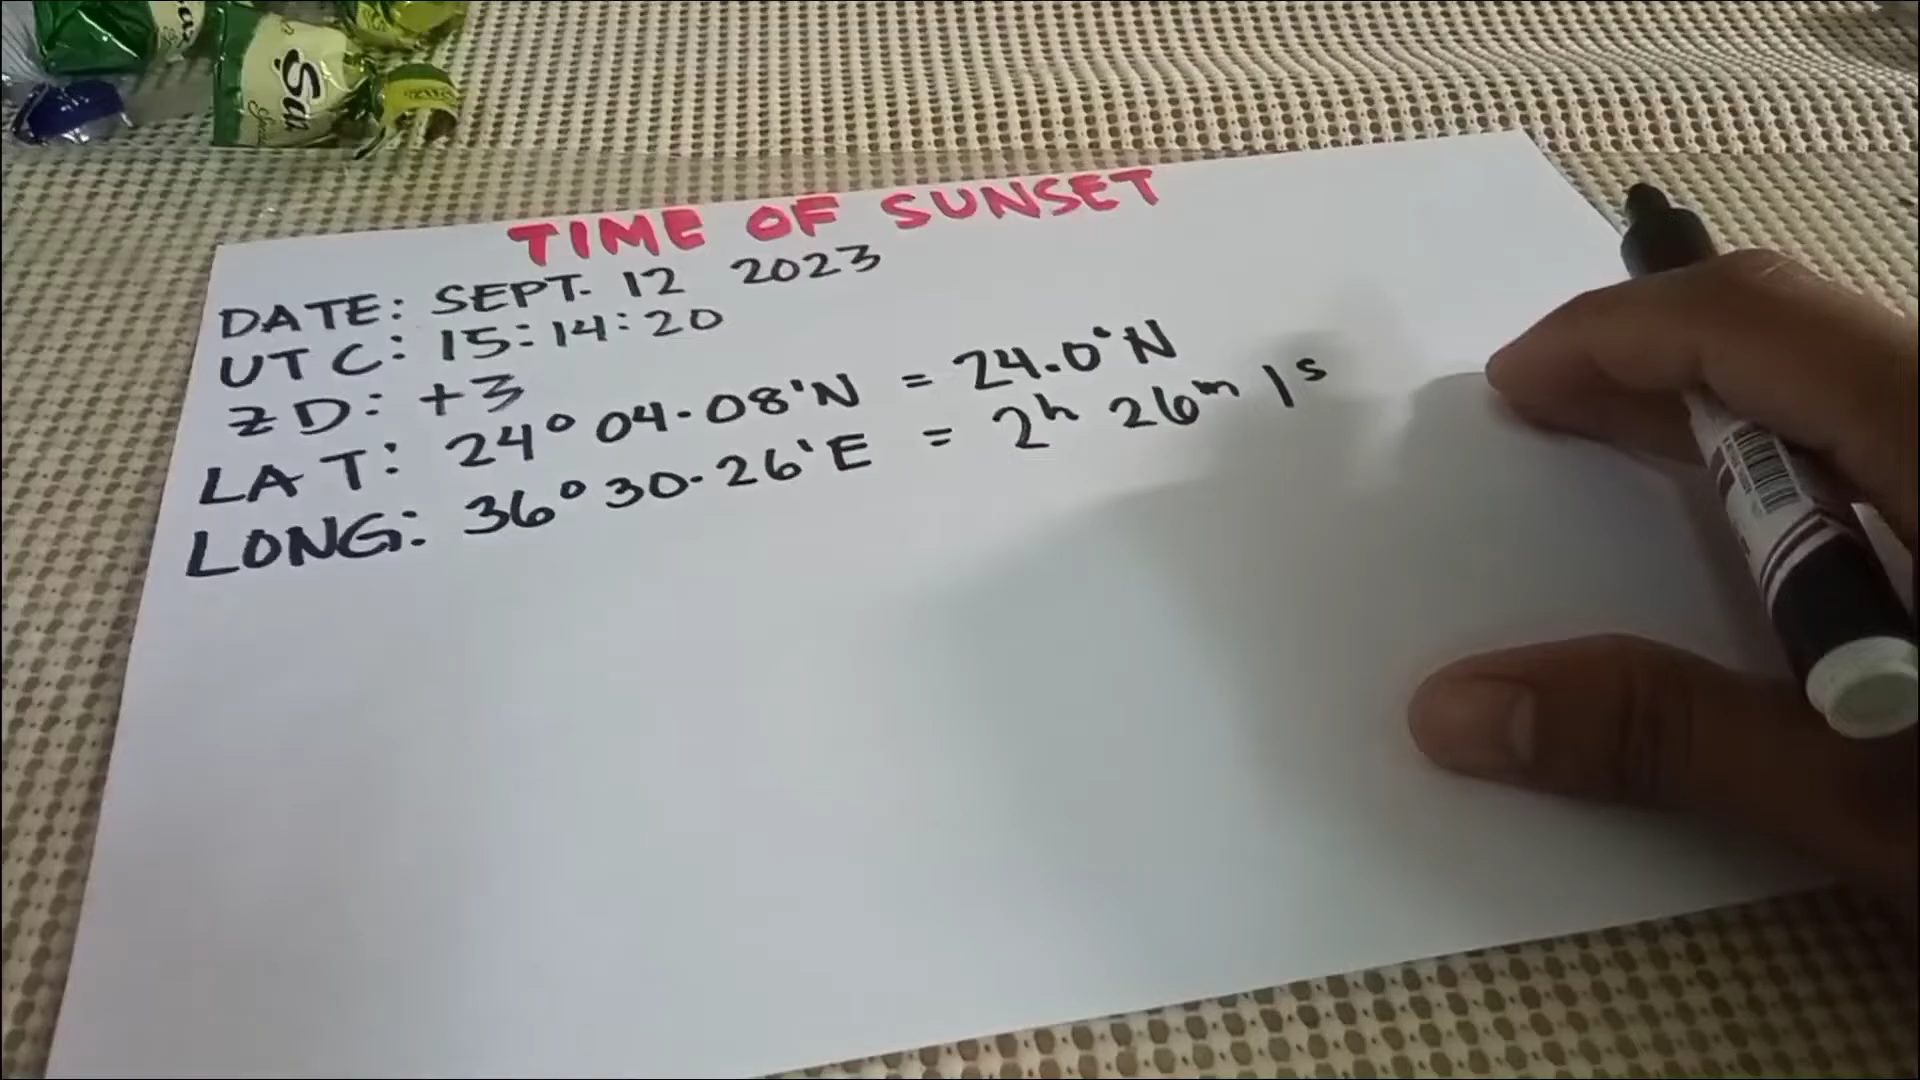 TIME OF SUNSET
DATE: SEPT. 12 2023
UTC: 15:14:20
ZD: +3
LAT: 24° 04.08'N = 24.0°N
LONG: 36° 30.26'E = 2h 26m 1s